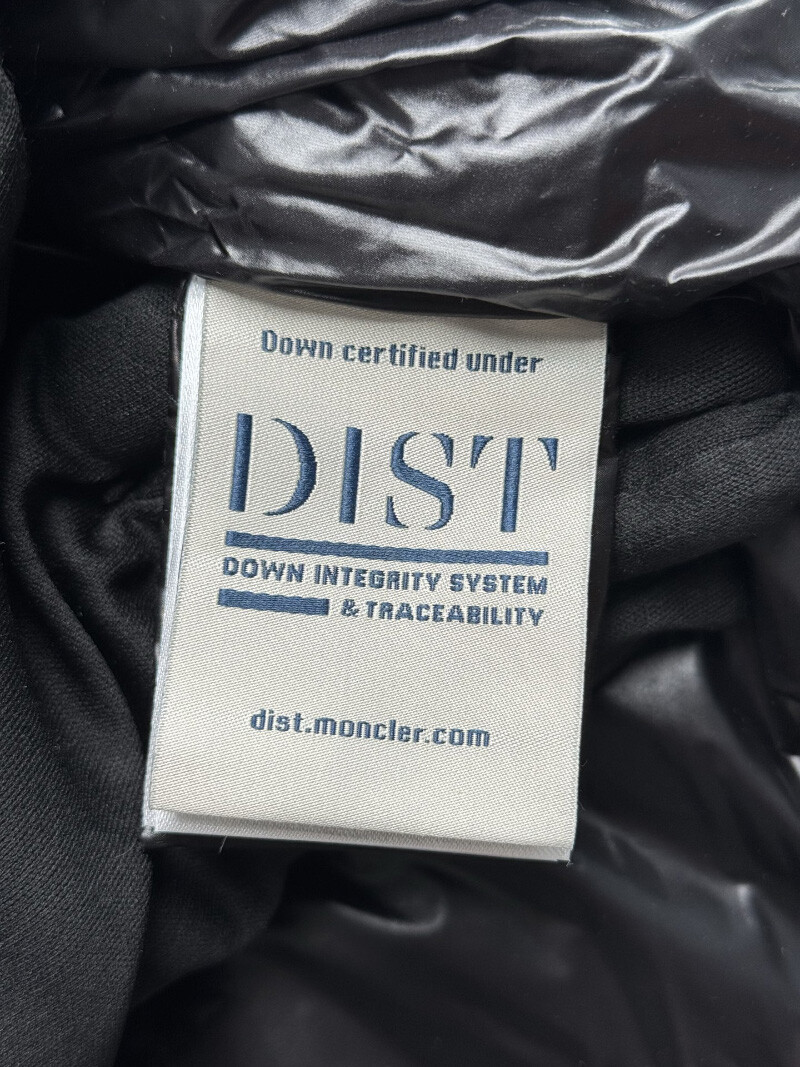 Down certified under
DIST
DOWN INTEGRITY SYSTEM
& TRACEABILITY
dist.moncler.com